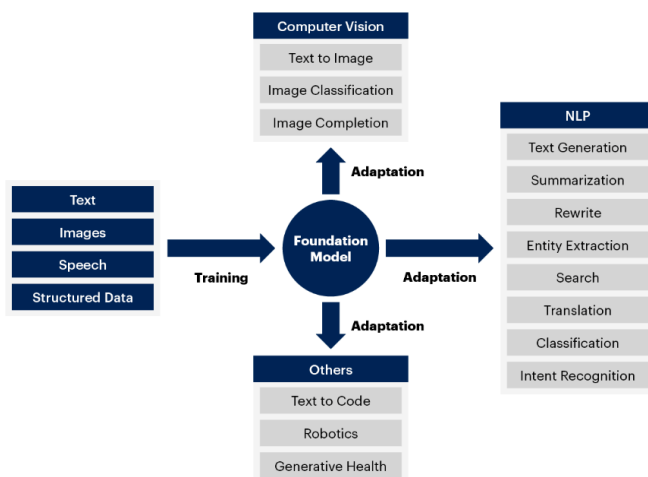 Computer Vision
Text to Image
Image Classification
Image Completion
Adaptation
Text
Images
Speech
Structured Data
Training
Foundation
Model
Adaptation
NLP
Text Generation
Summarization
Rewrite
Entity Extraction
Search
Translation
Classification
Intent Recognition
Adaptation
Others
Text to Code
Robotics
Generative Health